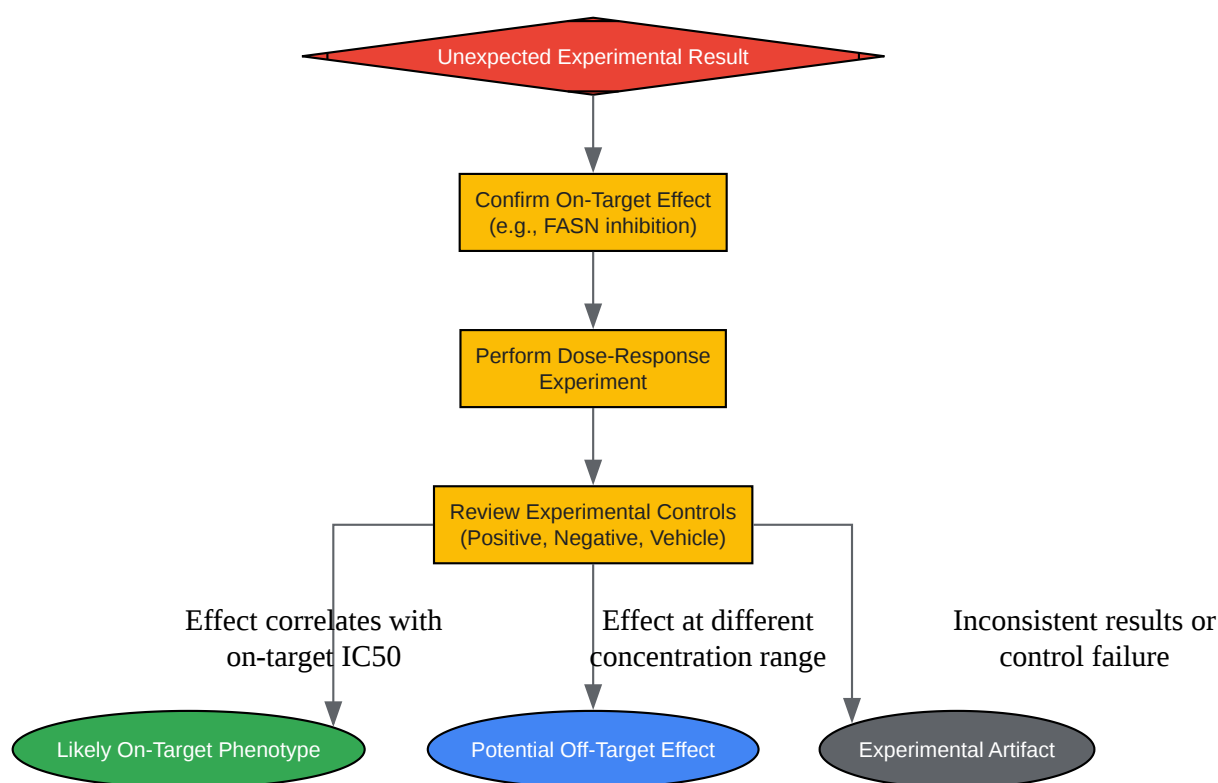 Unexpected Experimental Result
Confirm On-Target Effect
(e.g., FASN inhibition)
Perform Dose-Response
Experiment
Review Experimental Controls
(Positive, Negative, Vehicle)
Effect correlates with
on-target IC50
Effect at different
concentration range
Inconsistent results or
control failure
Likely On-Target Phenotype
Potential Off-Target Effect
Experimental Artifact